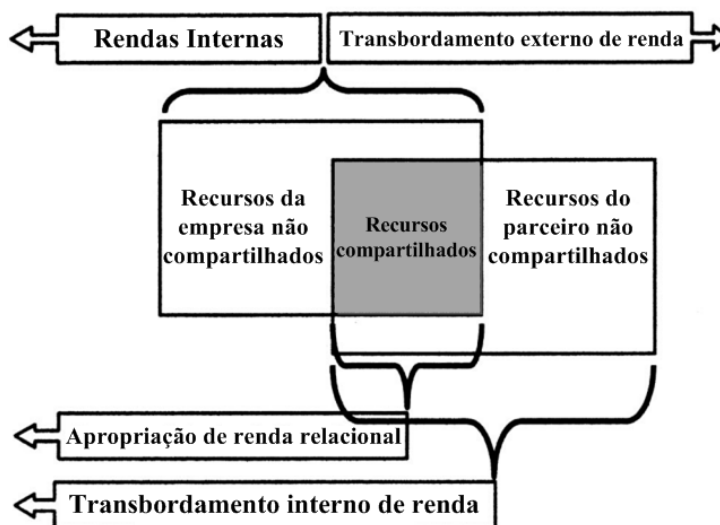 Rendas Internas
Transbordamento externo de renda
Recursos da
empresa não
compartilhados
Recursos
compartilhados
Recursos do
parceiro não
compartilhados
Apropriação de renda relacional
Transbordamento interno de renda